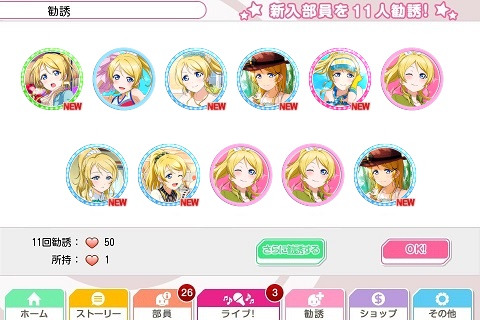 勧誘
新入部員を11人勧誘!
NEW
NEW
NEW
NEW
NEW
NEW
NEW
11回勧誘： 50
所持： 1
さらに勧誘する
OK!
26
3
ホーム
ストーリー
部員
ライブ!
勧誘
ショップ
その他